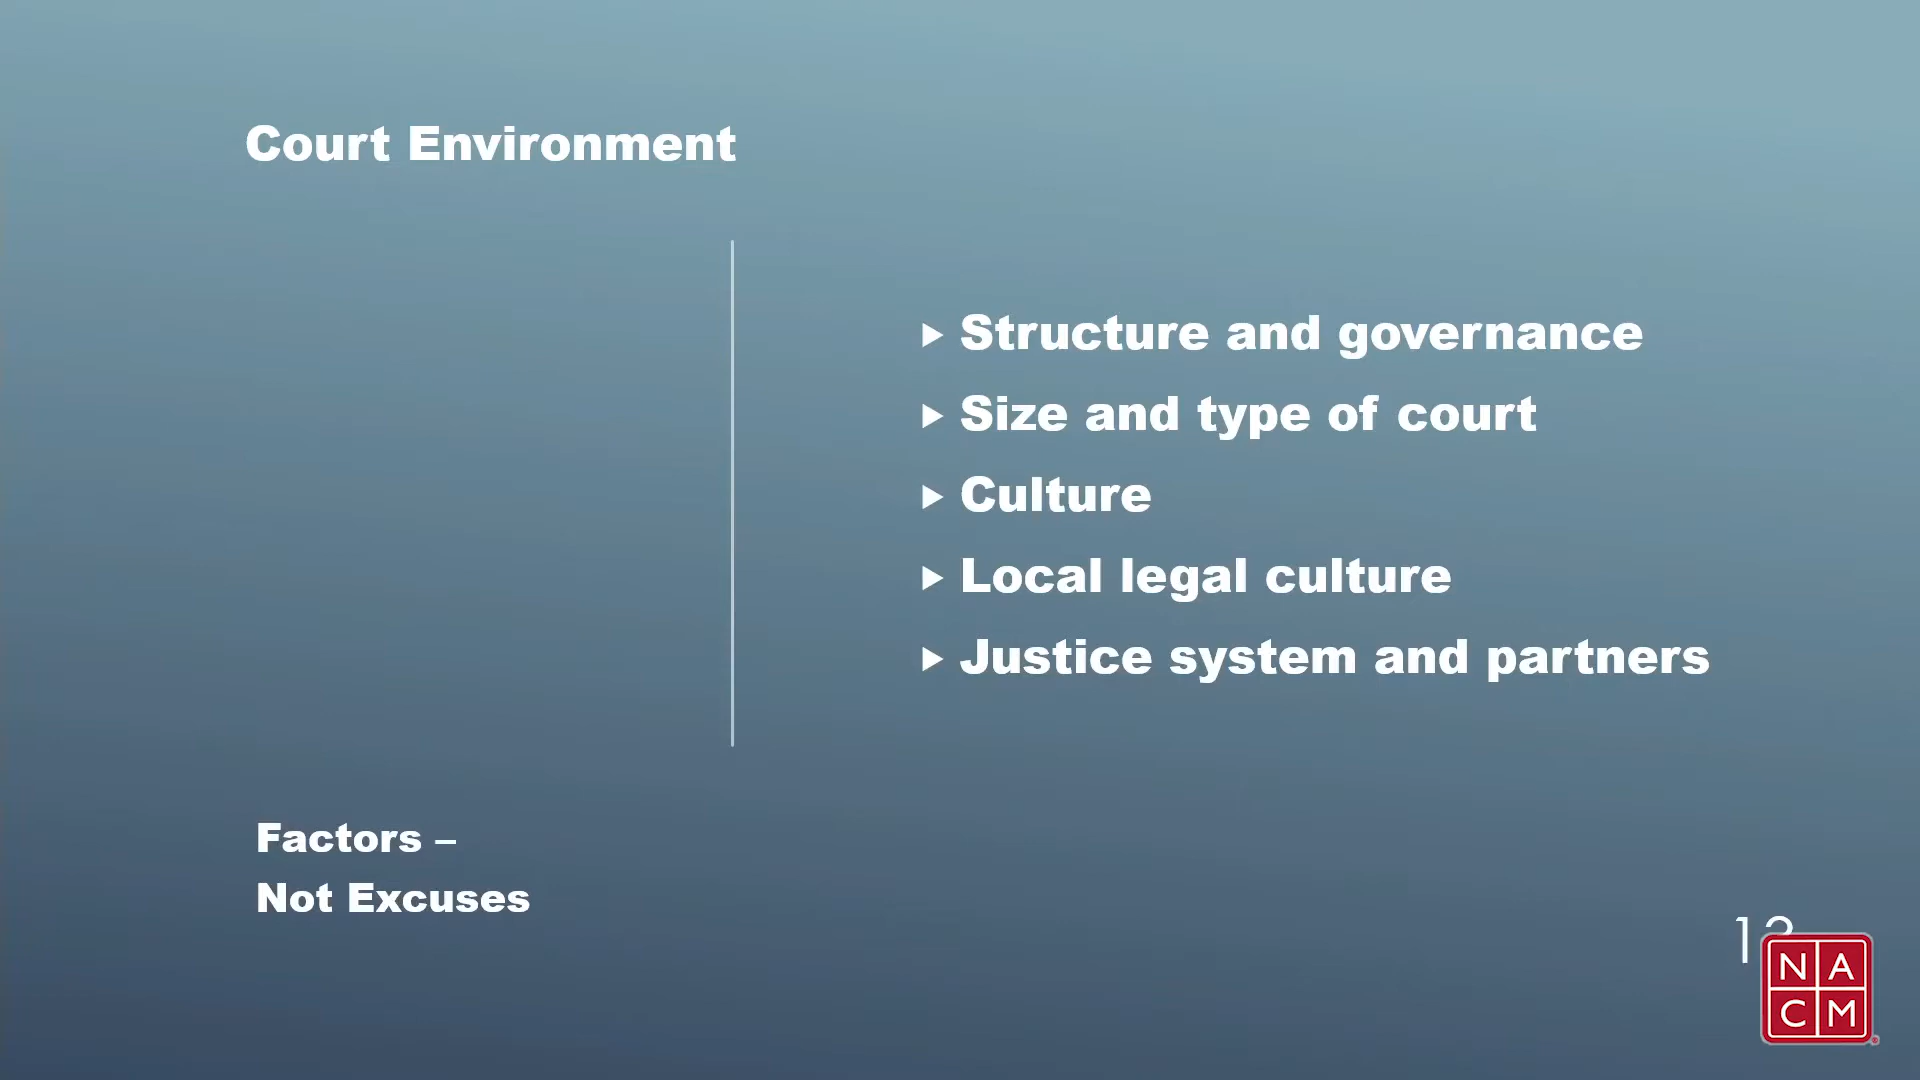 Court Environment
▶ Structure and governance
▶ Size and type of court
▶ Culture
▶ Local legal culture
▶ Justice system and partners
Factors –
Not Excuses
N A
C M